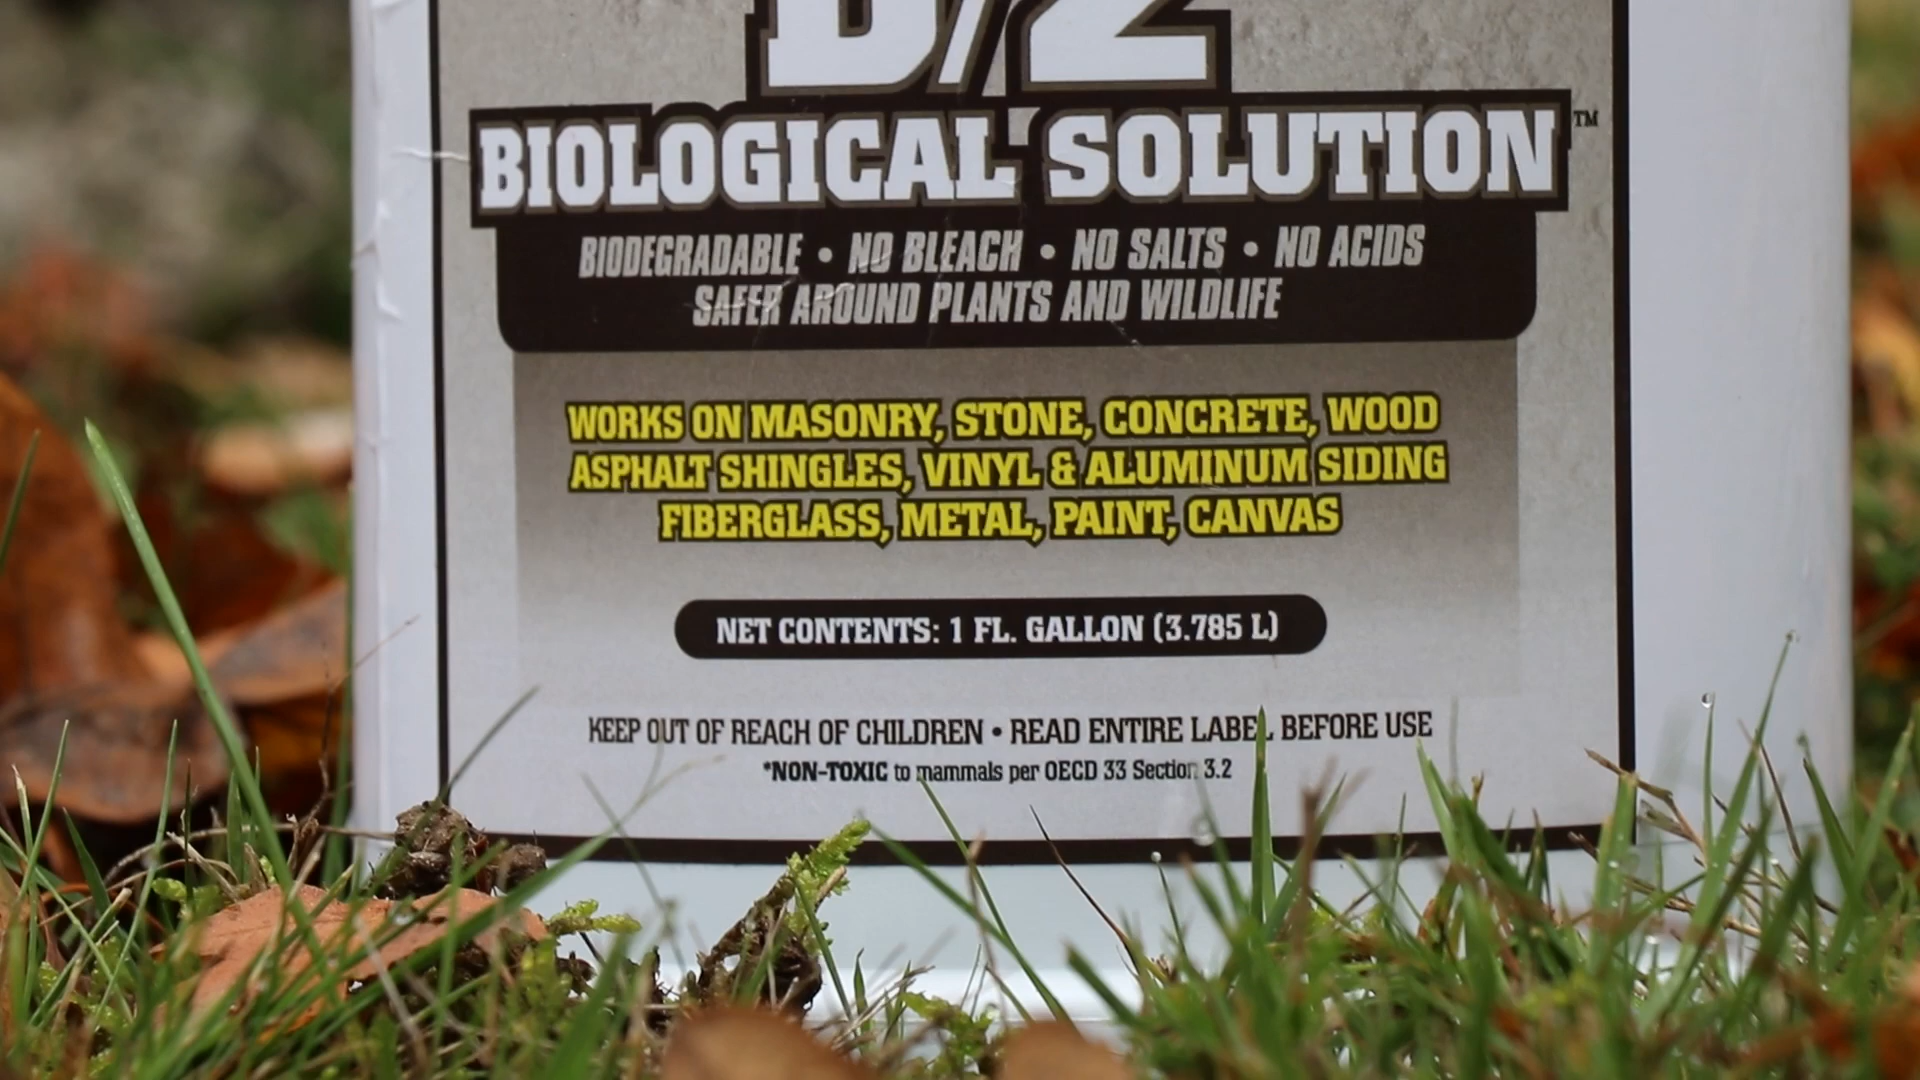 D/2
BIOLOGICAL SOLUTION™
BIODEGRADABLE • NO BLEACH • NO SALTS • NO ACIDS
SAFER AROUND PLANTS AND WILDLIFE
WORKS ON MASONRY, STONE, CONCRETE, WOOD
ASPHALT SHINGLES, VINYL & ALUMINUM SIDING
FIBERGLASS, METAL, PAINT, CANVAS
NET CONTENTS: 1 FL. GALLON (3.785 L)
KEEP OUT OF REACH OF CHILDREN • READ ENTIRE LABEL BEFORE USE
*NON-TOXIC to mammals per OECD 33 Section 3.2